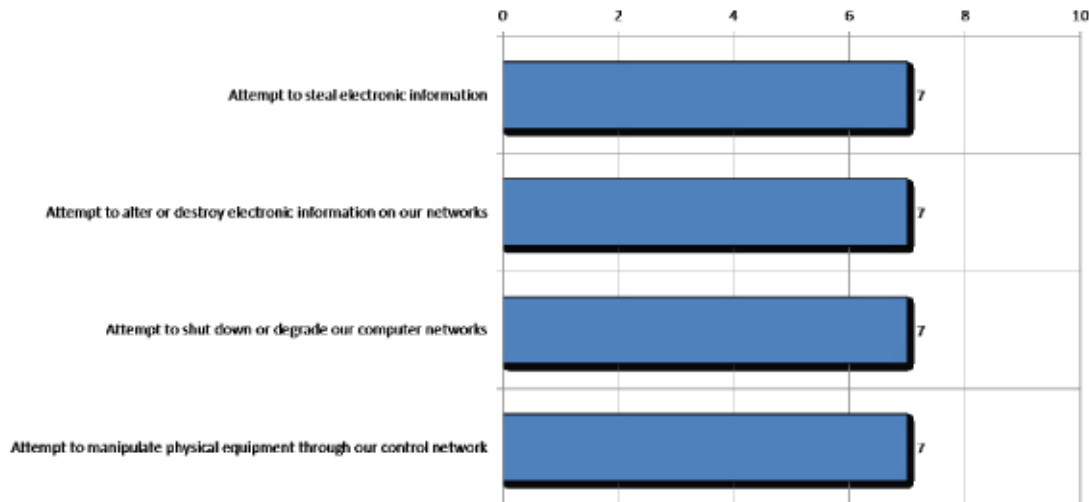 0 2 4 6 8 10
Attempt to steal electronic information 7
Attempt to alter or destroy electronic information on our networks 7
Attempt to shut down or degrade our computer networks 7
Attempt to manipulate physical equipment through our control network 7